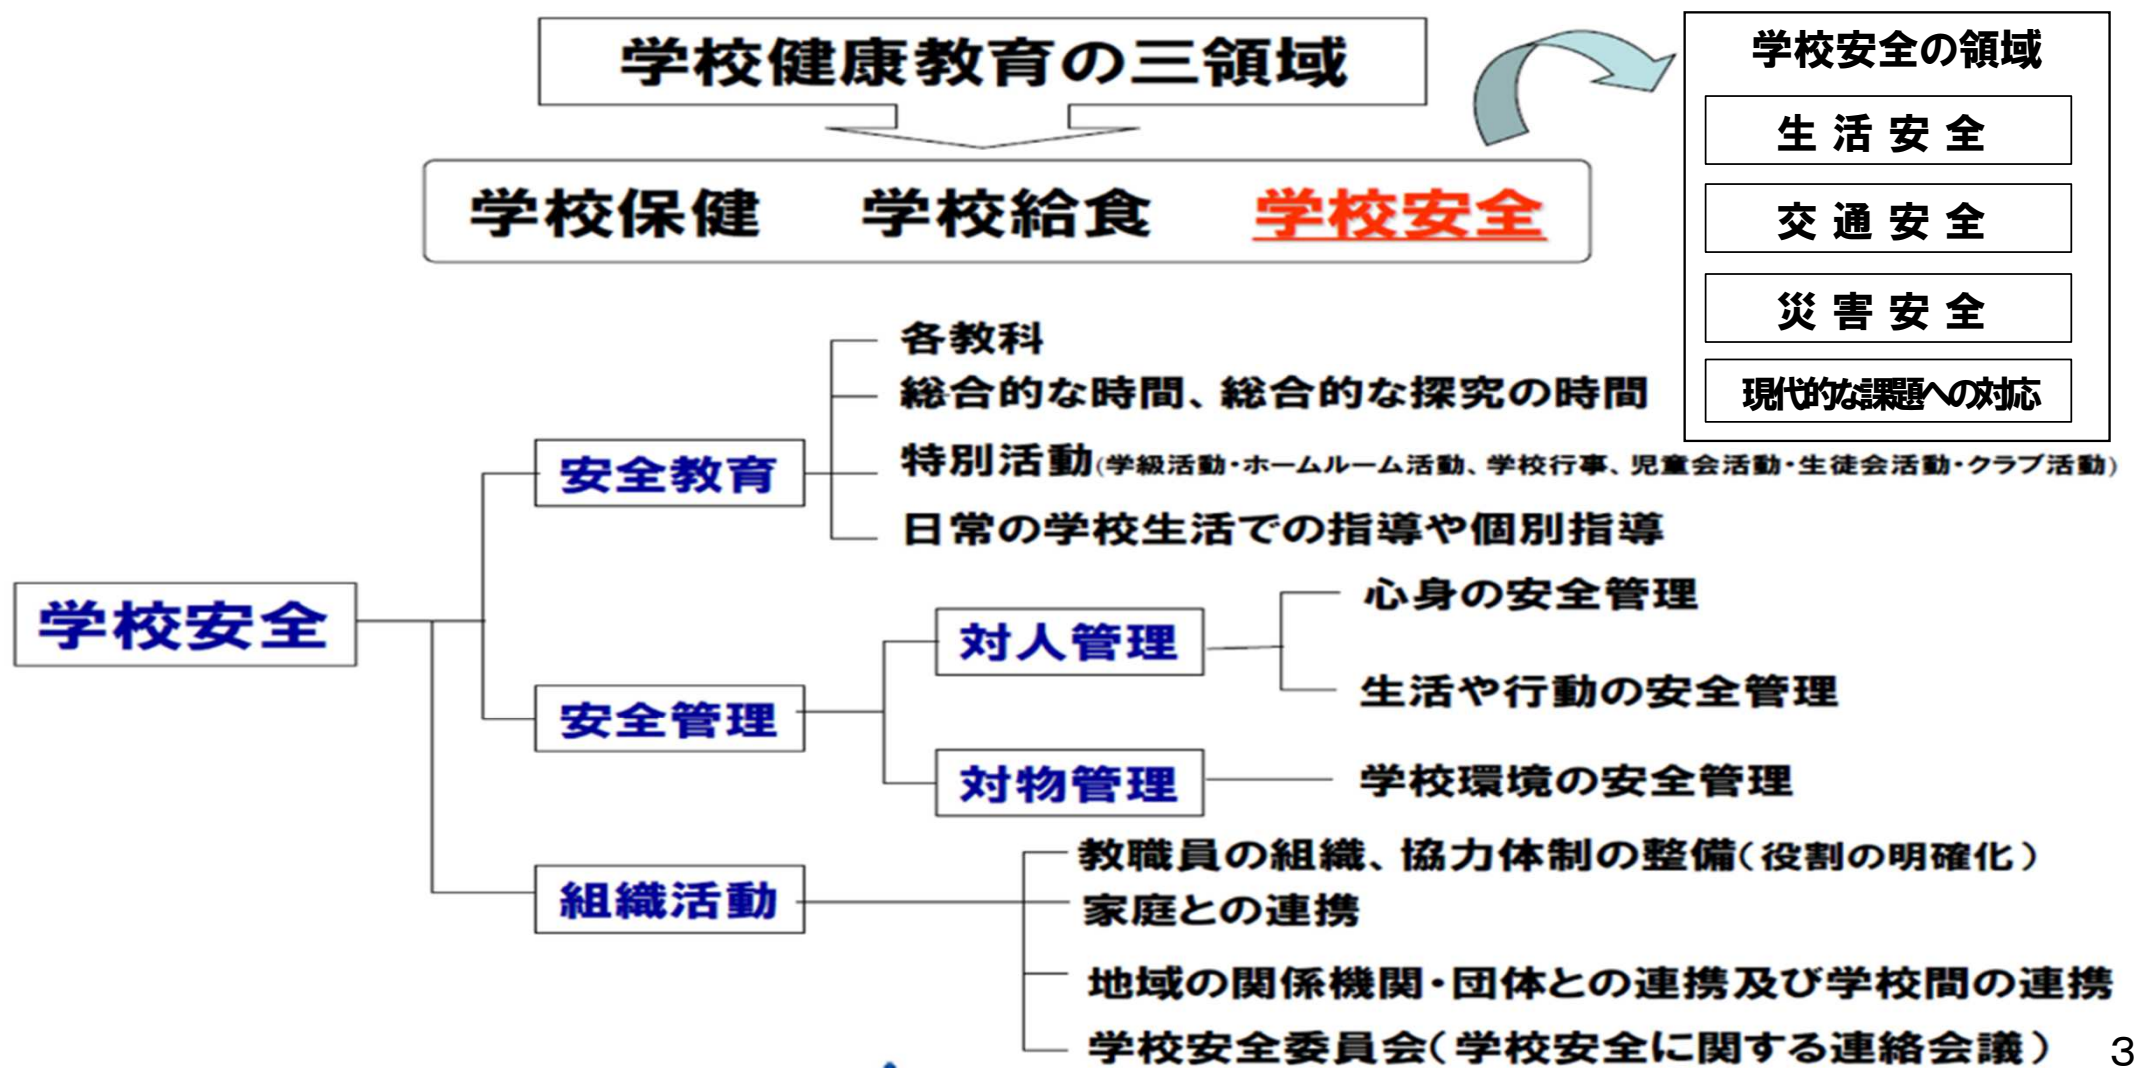 学校健康教育の三領域
学校保健 学校給食 学校安全
学校安全の領域
生活安全
交通安全
災害安全
現代的な課題への対応
学校安全
安全教育
各教科
総合的な時間、総合的な探究の時間
特別活動(学級活動・ホームルーム活動、学校行事、児童会活動・生徒会活動・クラブ活動)
日常の学校生活での指導や個別指導
安全管理
対人管理
心身の安全管理
生活や行動の安全管理
対物管理
学校環境の安全管理
組織活動
教職員の組織、協力体制の整備(役割の明確化)
家庭との連携
地域の関係機関・団体との連携及び学校間の連携
学校安全委員会(学校安全に関する連絡会議)
3